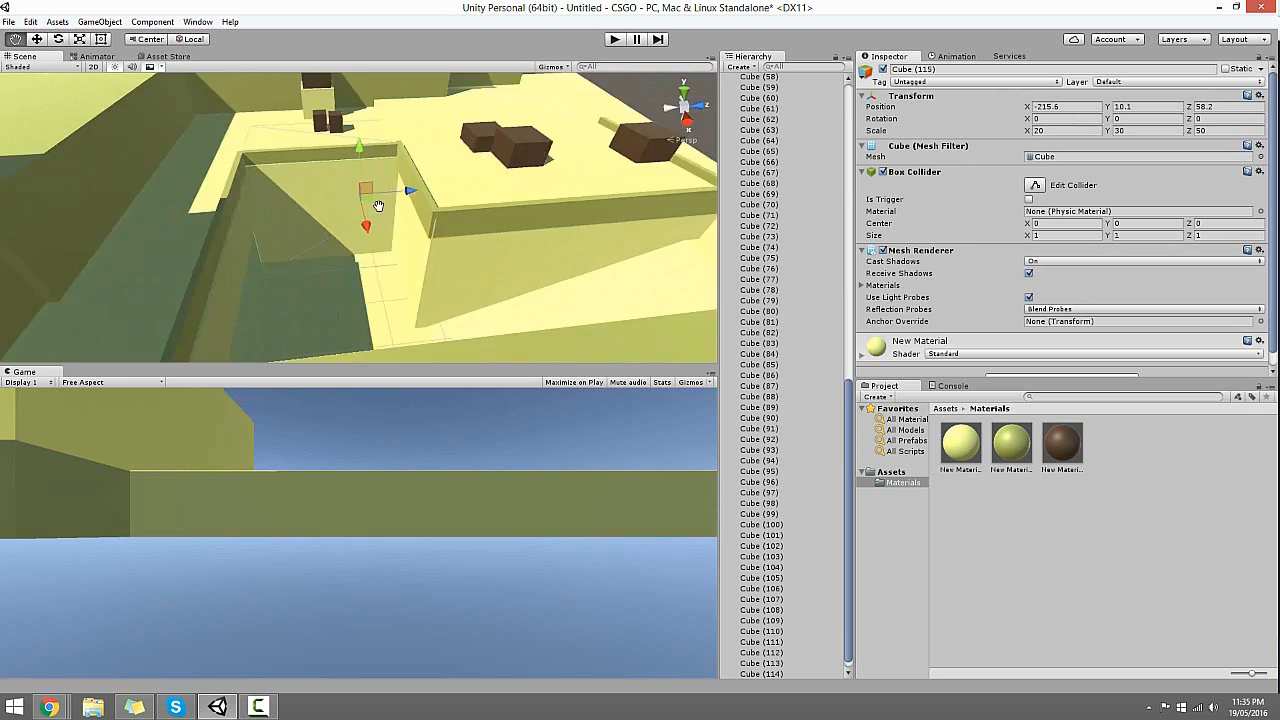 Unity Personal (64bit) - Untitled - CSGO - PC, Mac & Linux Standalone* <DX11>
File Edit Assets GameObject Component Window Help
Center Local Account Layers Layout
Scene Animator Asset Store
Shaded 2D Gizmos All
y
z
x
Persp
Game
Display 1 Free Aspect Maximize on Play Mute audio Stats Gizmos
Hierarchy
Create All
Cube (58)
Cube (59)
Cube (60)
Cube (61)
Cube (62)
Cube (63)
Cube (64)
Cube (65)
Cube (66)
Cube (67)
Cube (68)
Cube (69)
Cube (70)
Cube (71)
Cube (72)
Cube (73)
Cube (74)
Cube (75)
Cube (76)
Cube (77)
Cube (78)
Cube (79)
Cube (80)
Cube (81)
Cube (82)
Cube (83)
Cube (84)
Cube (85)
Cube (86)
Cube (87)
Cube (88)
Cube (89)
Cube (90)
Cube (91)
Cube (92)
Cube (93)
Cube (94)
Cube (95)
Cube (96)
Cube (97)
Cube (98)
Cube (99)
Cube (100)
Cube (101)
Cube (102)
Cube (103)
Cube (104)
Cube (105)
Cube (106)
Cube (107)
Cube (108)
Cube (109)
Cube (110)
Cube (111)
Cube (112)
Cube (113)
Cube (114)
Inspector Animation Services
Cube (115) Static
Tag Untagged Layer Default
Transform
Position X -215.6 Y 10.1 Z 58.2
Rotation X 0 Y 0 Z 0
Scale X 20 Y 30 Z 50
Cube (Mesh Filter)
Mesh Cube
Box Collider
Edit Collider
Is Trigger
Material None (Physic Material)
Center X 0 Y 0 Z 0
Size X 1 Y 1 Z 1
Mesh Renderer
Cast Shadows On
Receive Shadows
Materials
Use Light Probes
Reflection Probes Blend Probes
Anchor Override None (Transform)
New Material
Shader Standard
Project Console
Create
Favorites
All Material
All Models
All Prefabs
All Scripts
Assets
Materials
Assets Materials
New Materi... New Materi... New Materi...
11:35 PM
19/05/2016